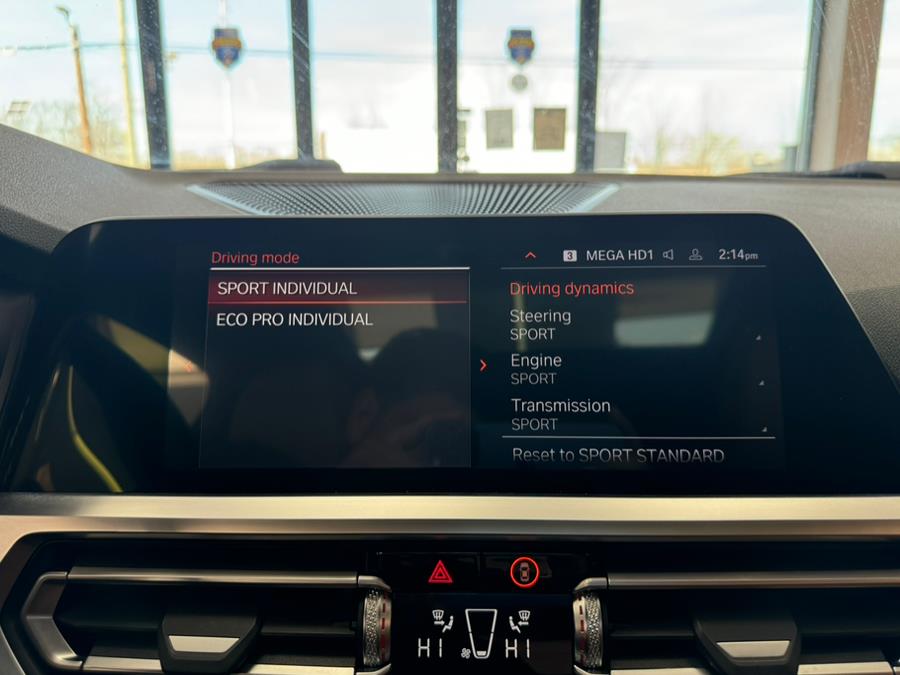 Driving mode
SPORT INDIVIDUAL
ECO PRO INDIVIDUAL
3 MEGA HD1 2:14pm
Driving dynamics
Steering
SPORT
Engine
SPORT
Transmission
SPORT
Reset to SPORT STANDARD
HI HI